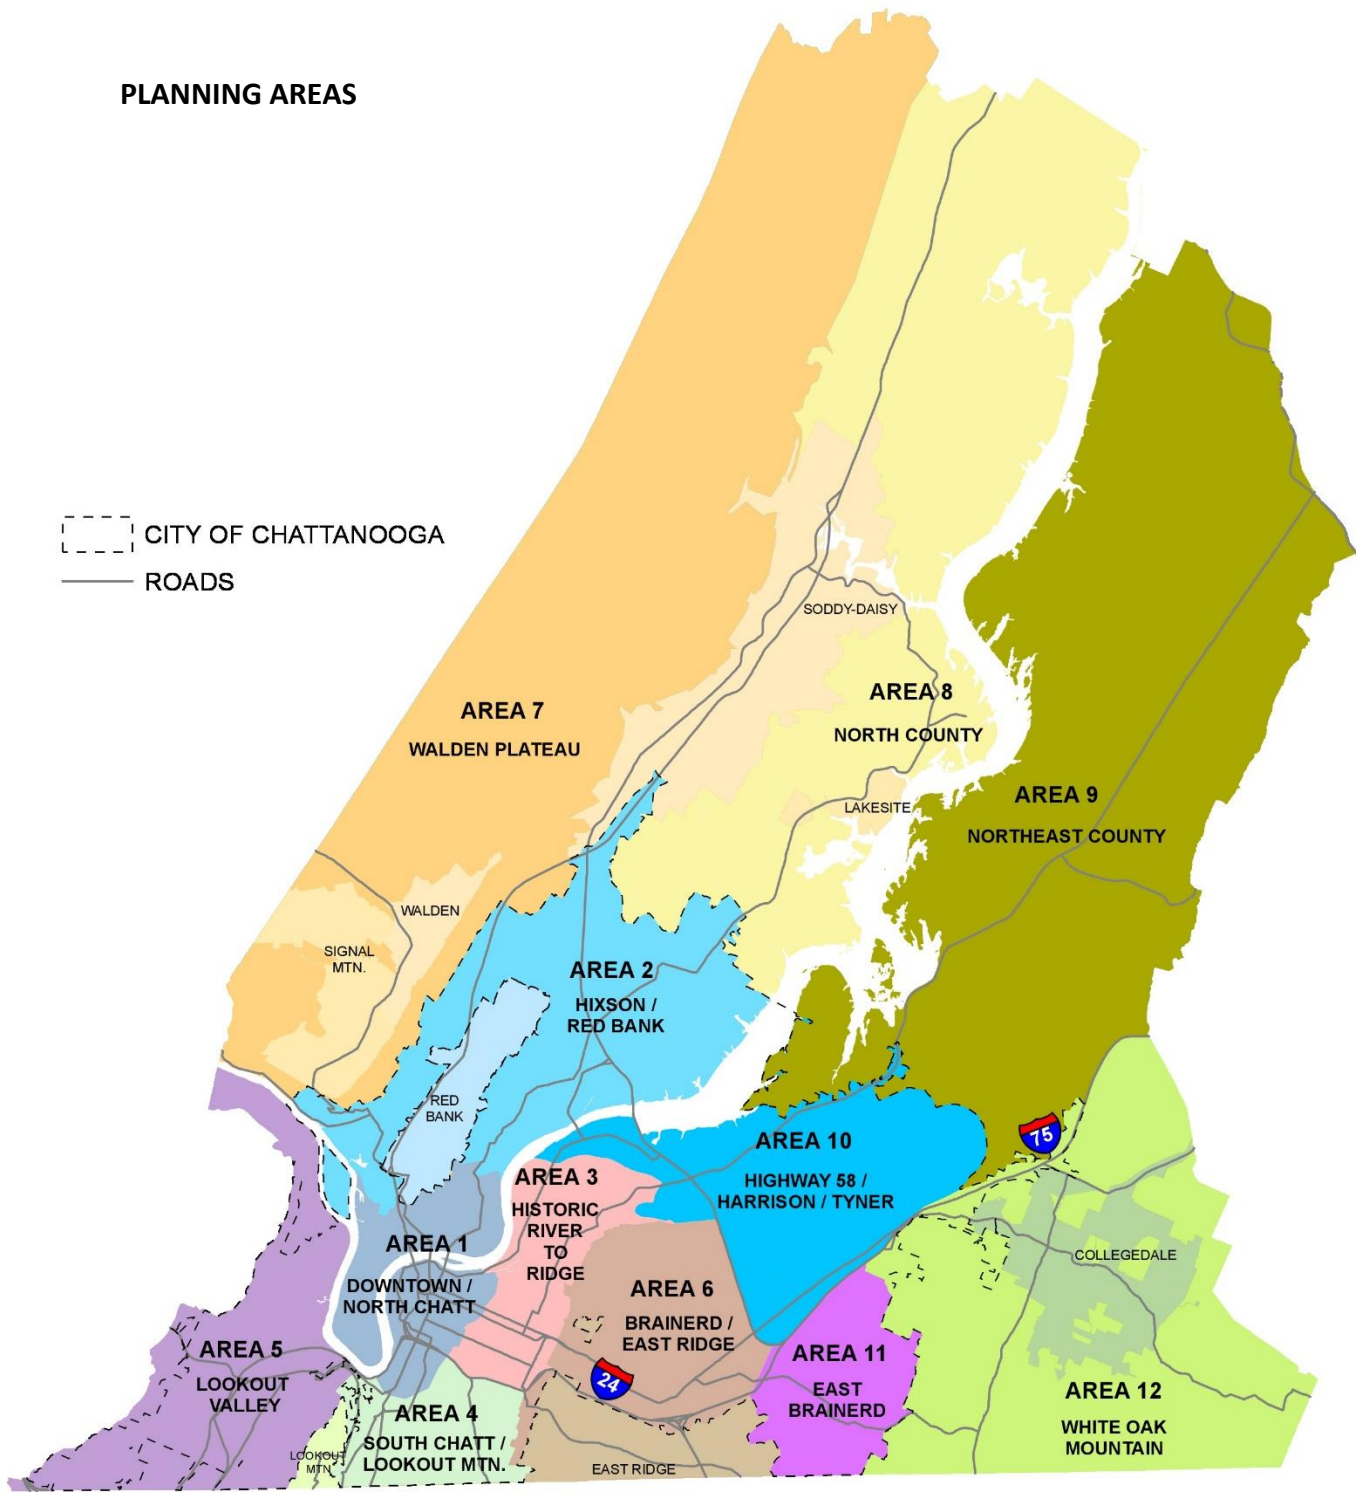 PLANNING AREAS
CITY OF CHATTANOOGA
ROADS
SODDY-DAISY
AREA 7
WALDEN PLATEAU
AREA 8
NORTH COUNTY
LAKESITE
AREA 9
NORTHEAST COUNTY
WALDEN
SIGNAL
MTN.
AREA 2
HIXSON /
RED BANK
RED
BANK
AREA 10
HIGHWAY 58 /
HARRISON / TYNER
75
AREA 3
HISTORIC
RIVER
TO
RIDGE
AREA 1
DOWNTOWN /
NORTH CHATT
COLLEGEDALE
AREA 6
BRAINERD /
EAST RIDGE
24
AREA 5
LOOKOUT
VALLEY
AREA 11
EAST
BRAINERD
AREA 12
WHITE OAK
MOUNTAIN
AREA 4
SOUTH CHATT /
LOOKOUT MTN.
LOOKOUT
MTN
EAST RIDGE